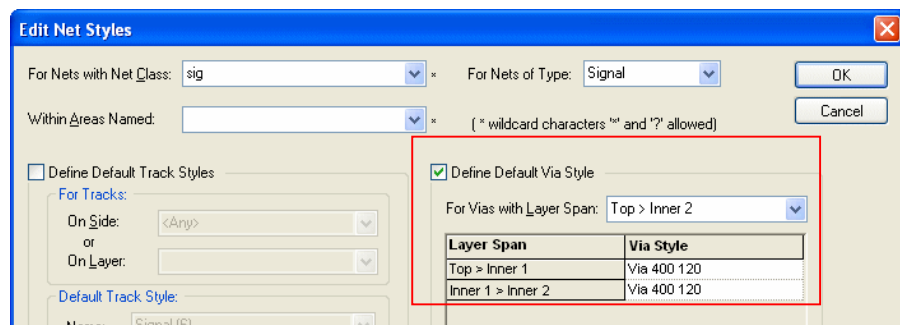 Edit Net Styles
For Nets with Net Class: sig * For Nets of Type: Signal OK
Within Areas Named: * ( * wildcard characters '*' and '?' allowed) Cancel
Define Default Track Styles
For Tracks:
On Side: <Any>
or
On Layer:
Default Track Style:
Define Default Via Style
For Vias with Layer Span: Top > Inner 2
Layer Span Via Style
Top > Inner 1 Via 400 120
Inner 1 > Inner 2 Via 400 120